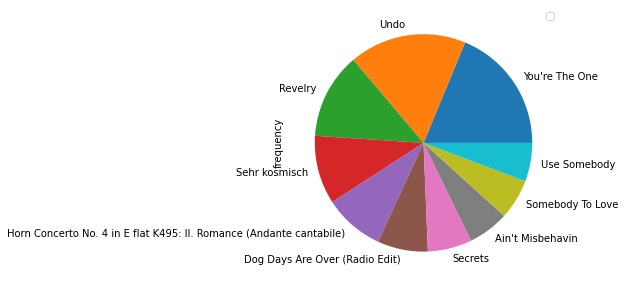 Undo
You're The One
Revelry
frequency
Sehr kosmisch
Use Somebody
Somebody To Love
Horn Concerto No. 4 in E flat K495: II. Romance (Andante cantabile)
Ain't Misbehavin
Dog Days Are Over (Radio Edit)
Secrets